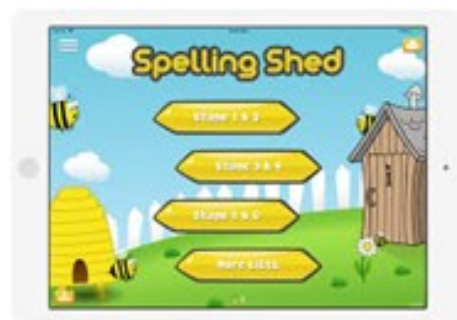 Spelling Shed
Stage 1 & 2
Stage 3 & 4
Stage 5 & 6
More Lists